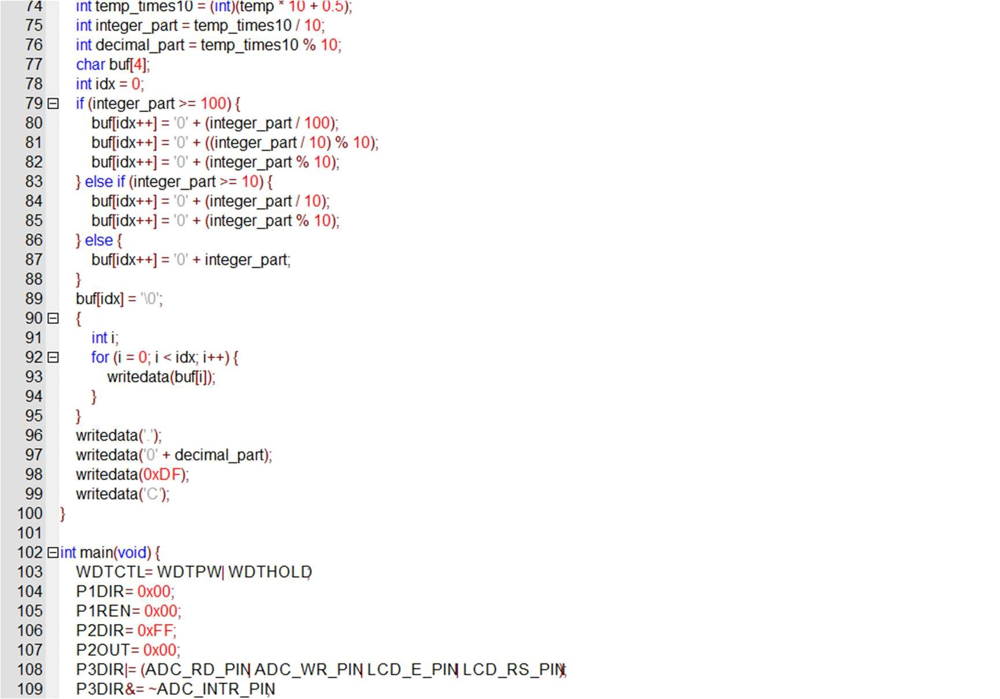 74 int temp_times10 = (int)(temp * 10 + 0.5);
75 int integer_part = temp_times10 / 10;
76 int decimal_part = temp_times10 % 10;
77 char buf[4];
78 int idx = 0;
79 if (integer_part >= 100) {
80 buf[idx++] = '0' + (integer_part / 100);
81 buf[idx++] = '0' + ((integer_part / 10) % 10);
82 buf[idx++] = '0' + (integer_part % 10);
83 } else if (integer_part >= 10) {
84 buf[idx++] = '0' + (integer_part / 10);
85 buf[idx++] = '0' + (integer_part % 10);
86 } else {
87 buf[idx++] = '0' + integer_part;
88 }
89 buf[idx] = '\0';
90 {
91 int i;
92 for (i = 0; i < idx; i++) {
93 writedata(buf[i]);
94 }
95 }
96 writedata('.');
97 writedata('0' + decimal_part);
98 writedata(0xDF);
99 writedata('C');
100 }
101
102 int main(void) {
103 WDTCTL= WDTPW| WDTHOLD;
104 P1DIR= 0x00;
105 P1REN= 0x00;
106 P2DIR= 0xFF;
107 P2OUT= 0x00;
108 P3DIR|= (ADC_RD_PIN| ADC_WR_PIN| LCD_E_PIN| LCD_RS_PIN);
109 P3DIR&= ~ADC_INTR_PIN;